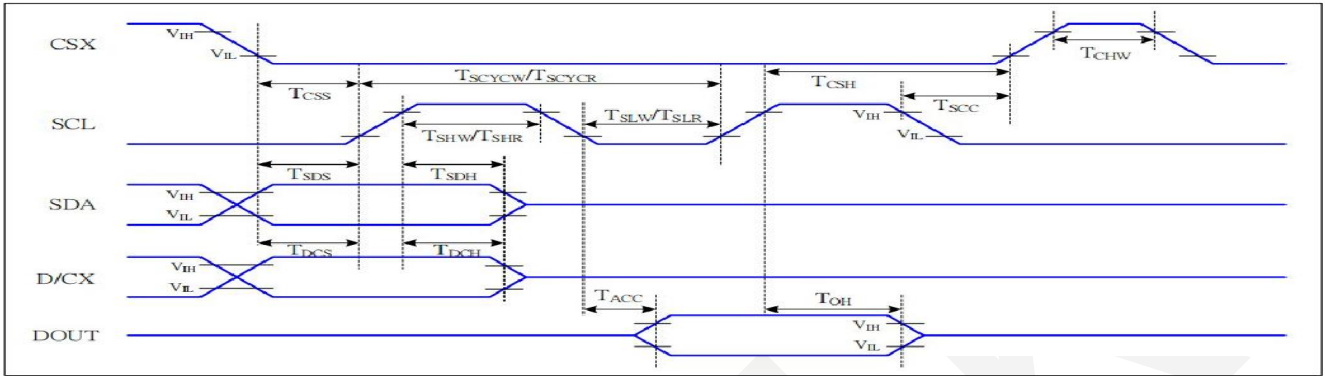 CSX
VIH
VIL
TCHW
TSCYCW/TSCYCR
TCSS
TCSH
TSCC
SCL
TSHW/TSHR
TSLW/TSLR
VIH
VIL
TSDS
TSDH
SDA
VIH
VIL
TDCS
TDCH
D/CX
VIH
VIL
TACC
TOH
DOUT
VIH
VIL